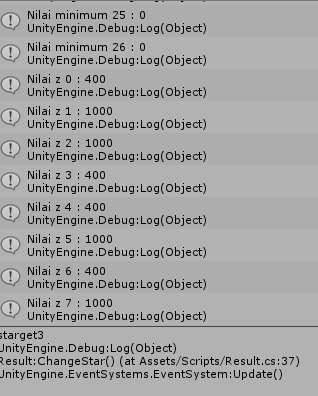 Nilai minimum 25 : 0
UnityEngine.Debug:Log(Object)
Nilai minimum 26 : 0
UnityEngine.Debug:Log(Object)
Nilai z 0 : 400
UnityEngine.Debug:Log(Object)
Nilai z 1 : 1000
UnityEngine.Debug:Log(Object)
Nilai z 2 : 1000
UnityEngine.Debug:Log(Object)
Nilai z 3 : 400
UnityEngine.Debug:Log(Object)
Nilai z 4 : 400
UnityEngine.Debug:Log(Object)
Nilai z 5 : 1000
UnityEngine.Debug:Log(Object)
Nilai z 6 : 400
UnityEngine.Debug:Log(Object)
Nilai z 7 : 1000
UnityEngine.Debug:Log(Object)
starget3
UnityEngine.Debug:Log(Object)
Result:ChangeStar() (at Assets/Scripts/Result.cs:37)
UnityEngine.EventSystems.EventSystem:Update()